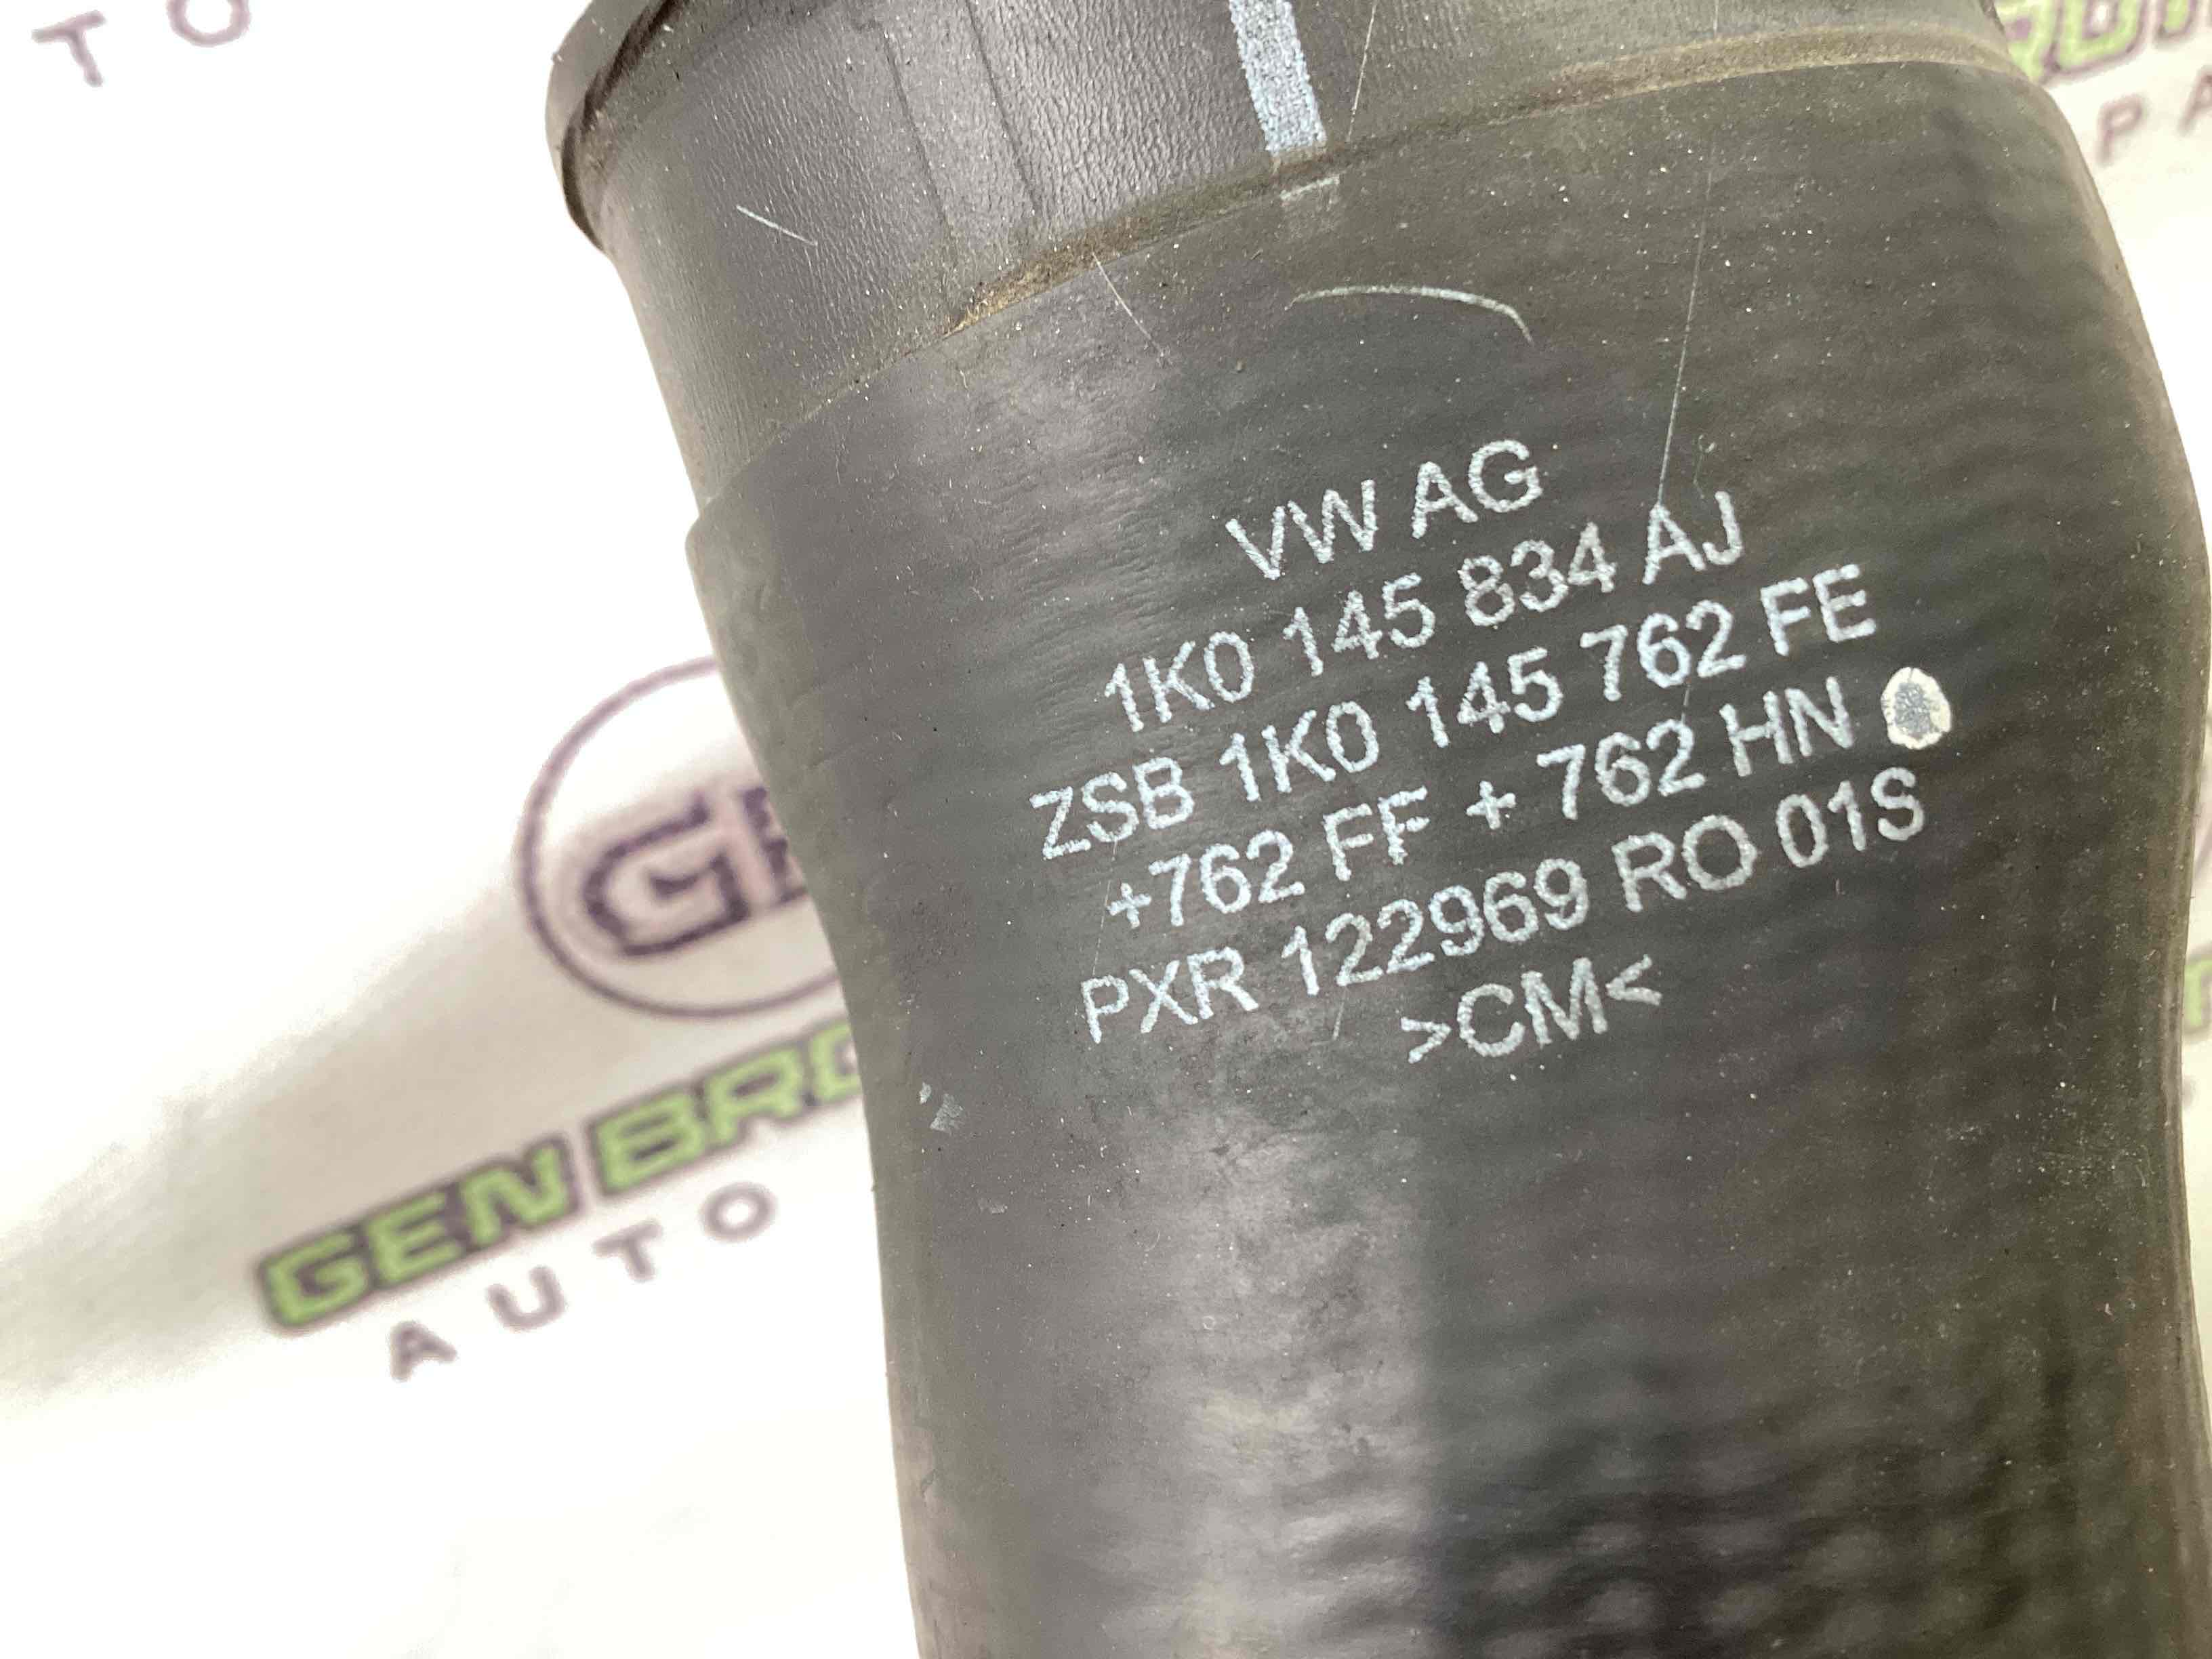 T O
PA
VW AG
1K0 145 834 AJ
ZSB 1K0 145 762 FE
+762 FF + 762 HN
PXR 122969 RO 01S
>CM<
GEN
AUTO